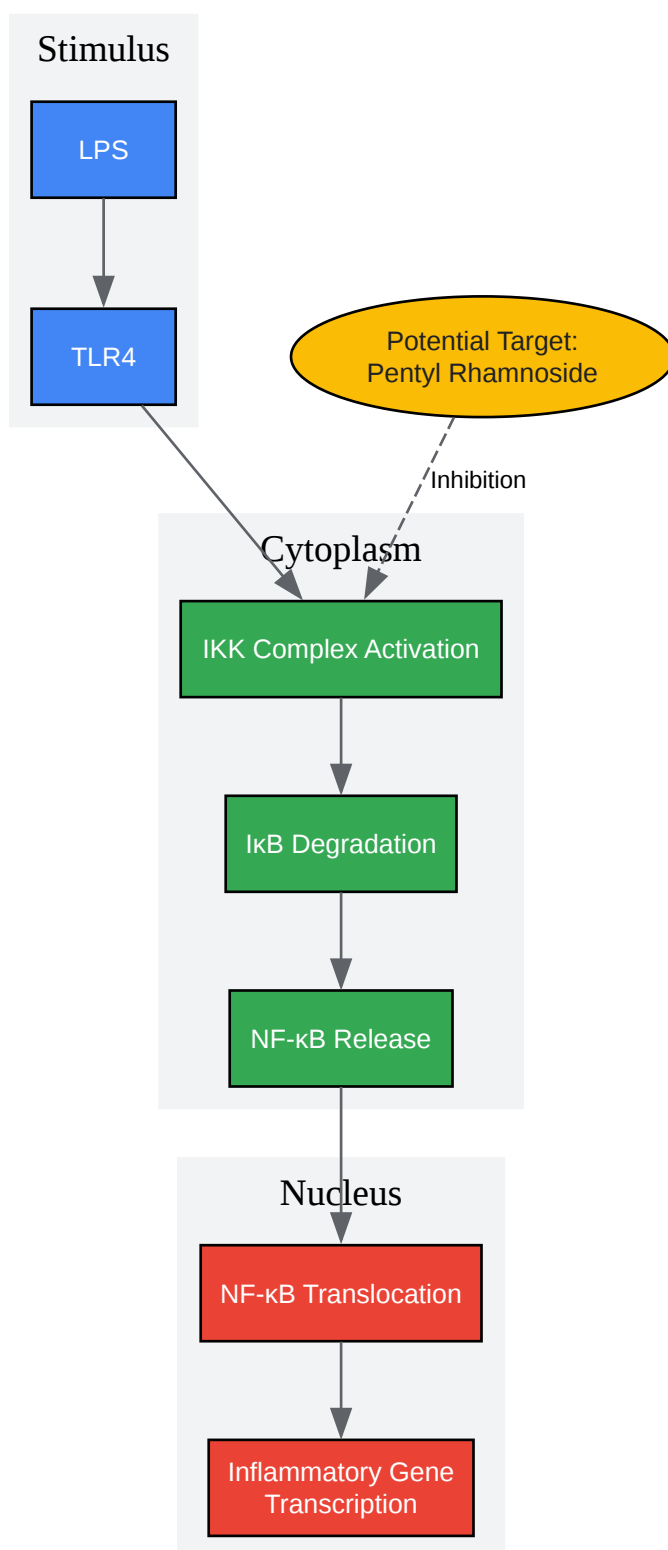 Stimulus
LPS
TLR4
Potential Target:
Pentyl Rhamnoside
Inhibition
Cytoplasm
IKK Complex Activation
IκB Degradation
NF-κB Release
Nucleus
NF-κB Translocation
Inflammatory Gene
Transcription